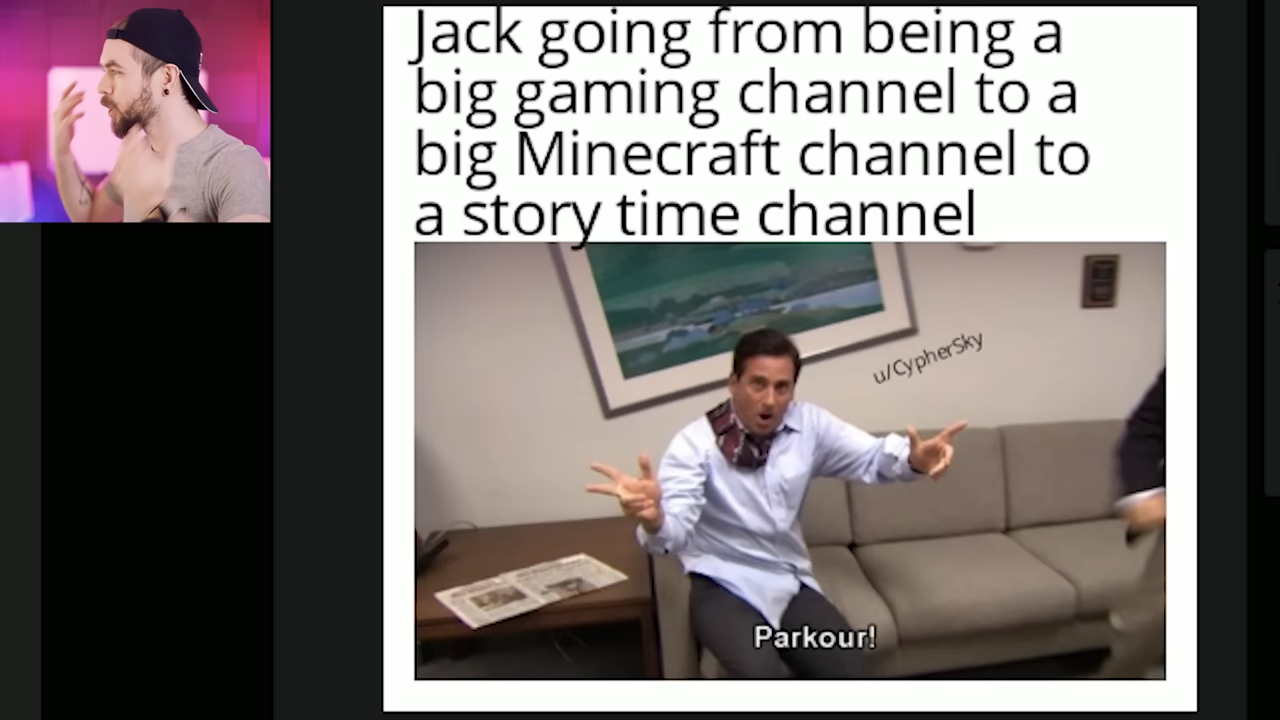 Jack going from being a
big gaming channel to a
big Minecraft channel to
a story time channel
u/CypherSky
Parkour!